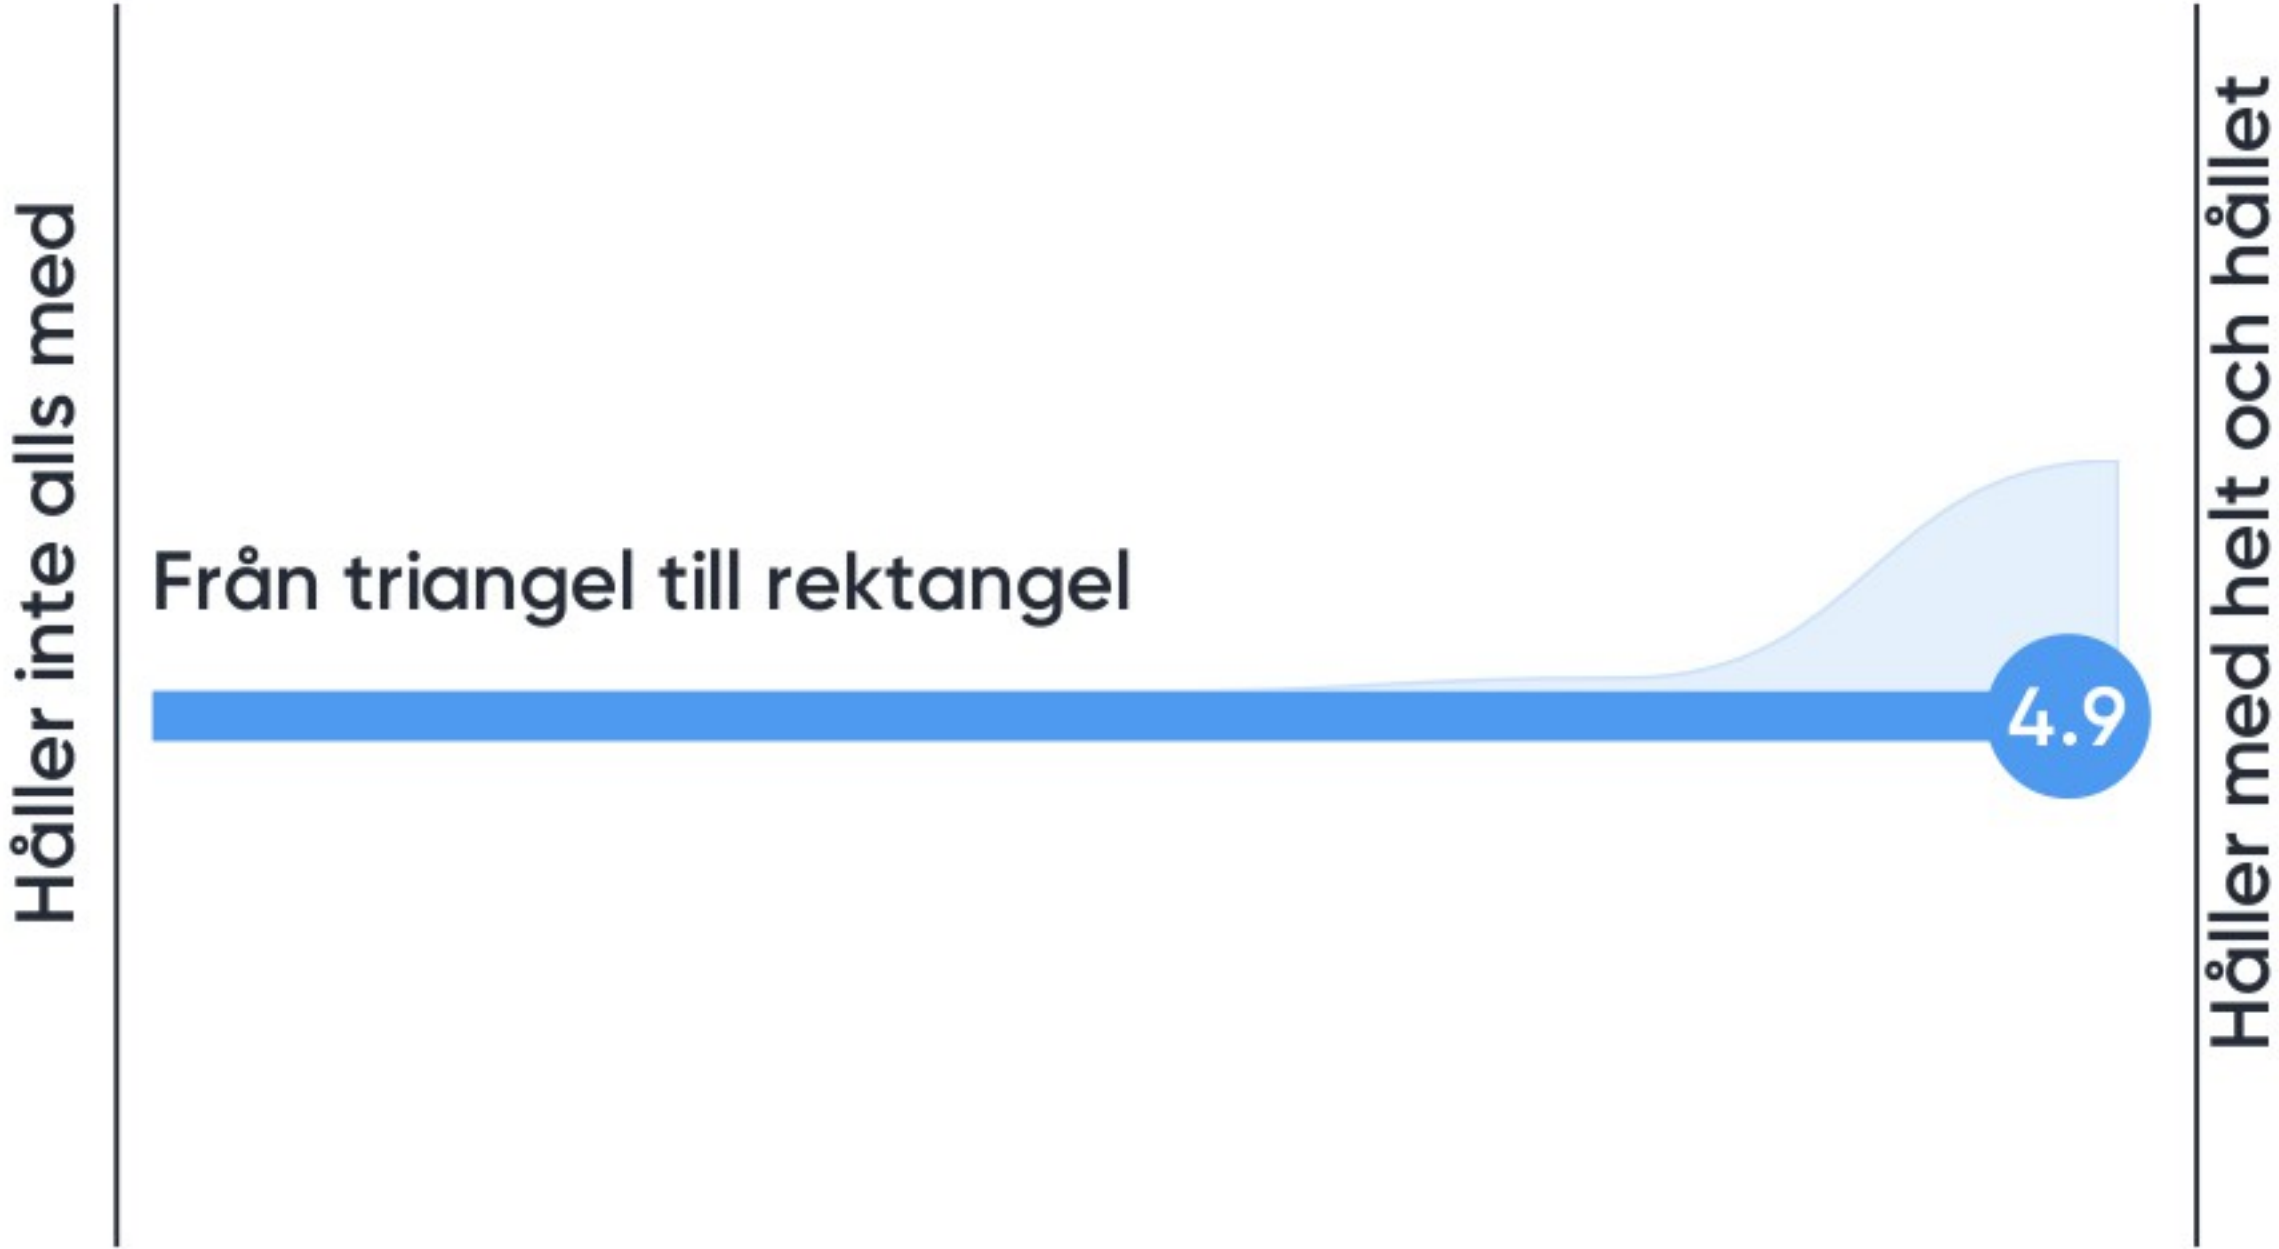 Håller inte alls med
Från triangel till rektangel
4.9
Håller med helt och hållet